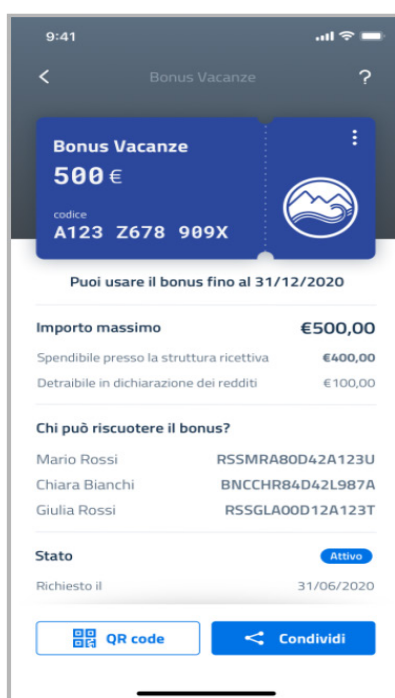 9:41
Bonus Vacanze
?
Bonus Vacanze
500 €
codice
A123 Z678 909X
Puoi usare il bonus fino al 31/12/2020
Importo massimo €500,00
Spendibile presso la struttura ricettiva €400,00
Detraibile in dichiarazione dei redditi €100,00
Chi può riscuotere il bonus?
Mario Rossi RSSMRA80D42A123U
Chiara Bianchi BNCCHR84D42L987A
Giulia Rossi RSSGLA00D12A123T
Stato Attivo
Richiesto il 31/06/2020
QR code Condividi